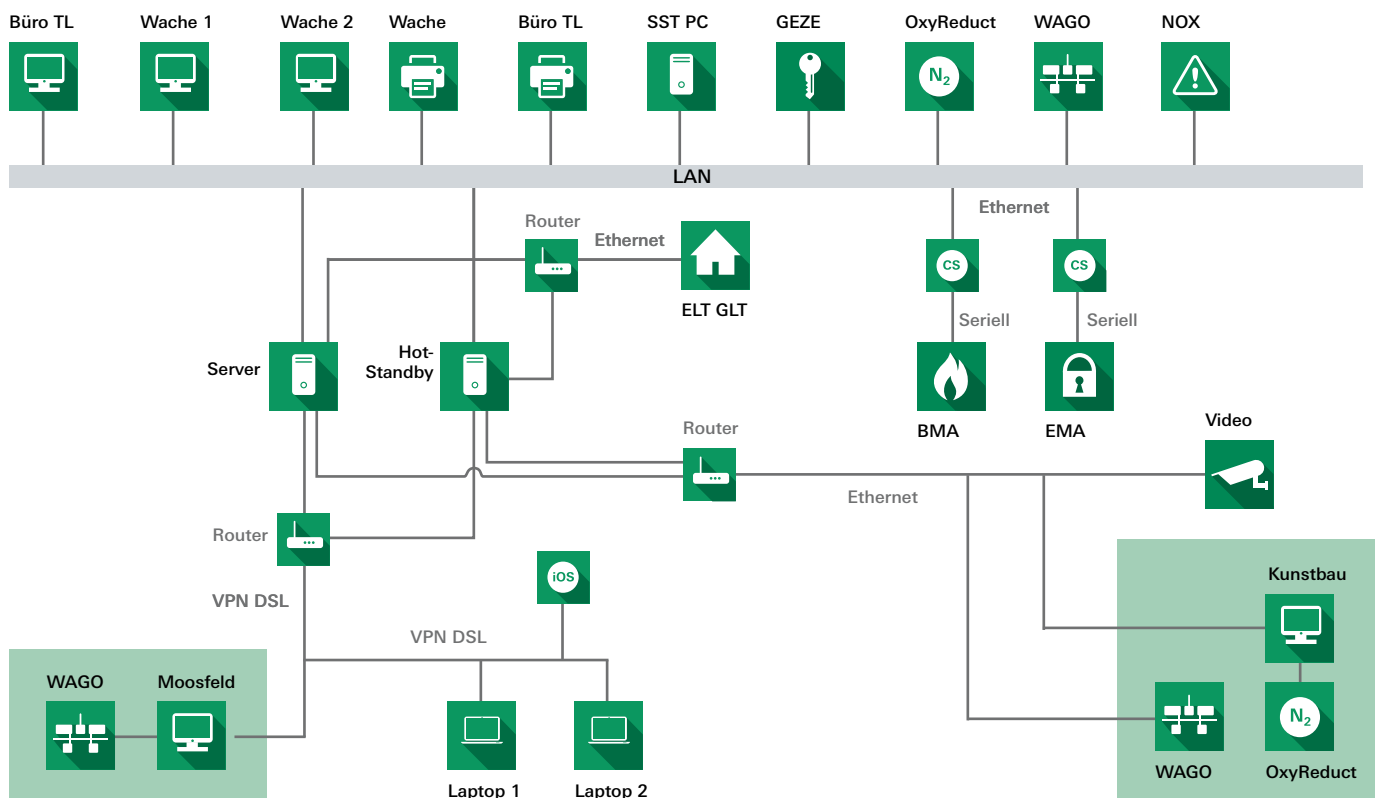 Büro TL
Wache 1
Wache 2
Wache
Büro TL
SST PC
GEZE
OxyReduct
WAGO
NOX
N2
LAN
Ethernet
Router
Ethernet
CS
CS
ELT GLT
Seriell
Seriell
Server
Hot-
Standby
BMA
EMA
Video
Router
Ethernet
Router
iOS
Kunstbau
VPN DSL
VPN DSL
WAGO
Moosfeld
N2
WAGO
OxyReduct
Laptop 1
Laptop 2